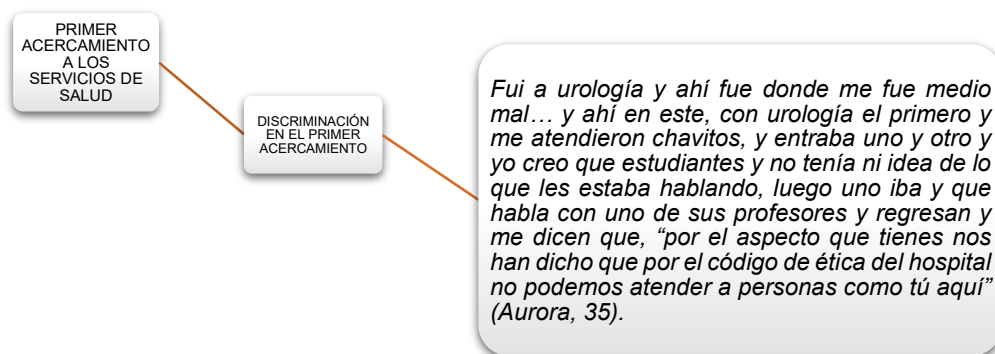 PRIMER
ACERCAMIENTO
A LOS
SERVICIOS DE
SALUD
DISCRIMINACIÓN
EN EL PRIMER
ACERCAMIENTO
Fui a urología y ahí fue donde me fue medio
mal… y ahí en este, con urología el primero y
me atendieron chavitos, y entraba uno y otro y
yo creo que estudiantes y no tenía ni idea de lo
que les estaba hablando, luego uno iba y que
habla con uno de sus profesores y regresan y
me dicen que, “por el aspecto que tienes nos
han dicho que por el código de ética del hospital
no podemos atender a personas como tú aquí”
(Aurora, 35).